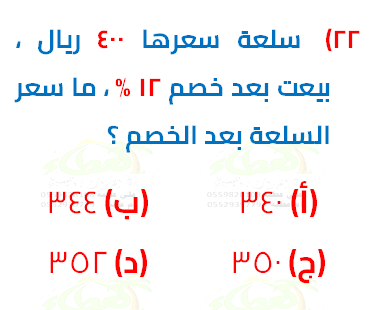 ٢٢) سلعة سعرها ٤٠٠ ريال ،
بيعت بعد خصم ١٢ % ، ما سعر
السلعة بعد الخصم ؟
(أ) ٣٤٠ (ب) ٣٤٤
(ج) ٣٥٠ (د) ٣٥٢